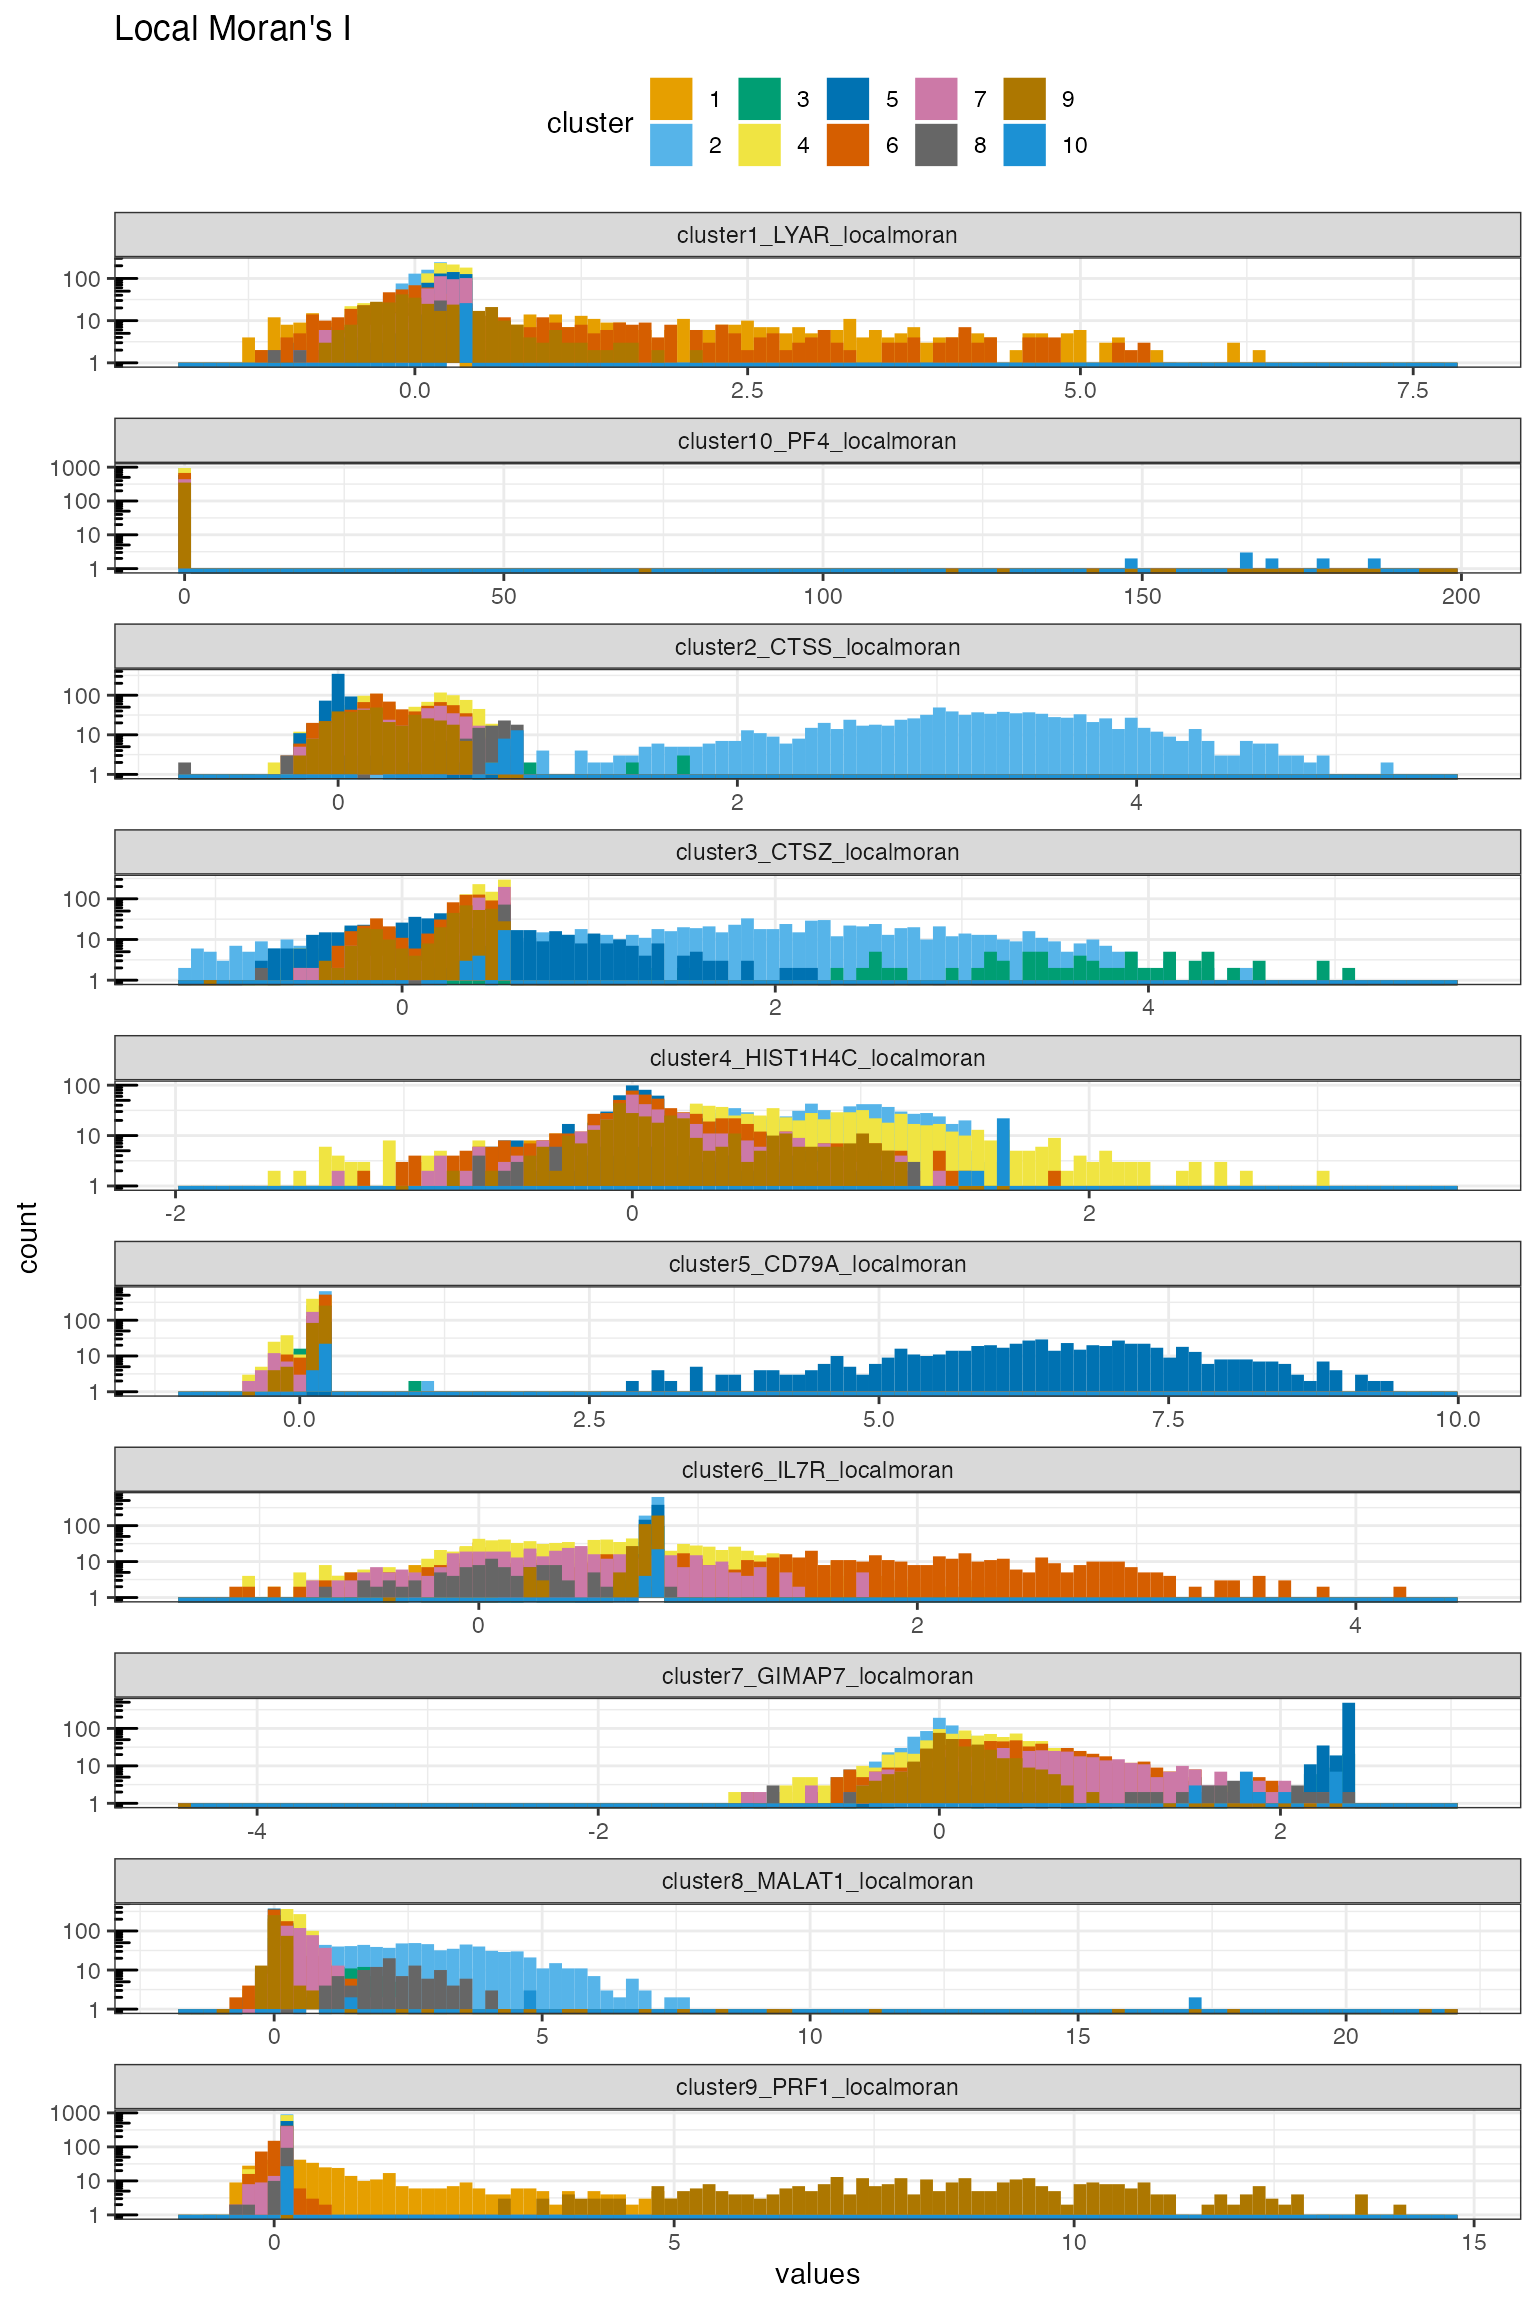 Local Moran's I
cluster 1 3 5 7 9
2 4 6 8 10
cluster1_LYAR_localmoran
100
10
1
0.0 2.5 5.0 7.5
cluster10_PF4_localmoran
1000
100
10
1
0 50 100 150 200
cluster2_CTSS_localmoran
100
10
1
0 2 4
cluster3_CTSZ_localmoran
100
10
1
0 2 4
cluster4_HIST1H4C_localmoran
100
10
1
-2 0 2
cluster5_CD79A_localmoran
100
10
1
0.0 2.5 5.0 7.5 10.0
cluster6_IL7R_localmoran
100
10
1
0 2 4
cluster7_GIMAP7_localmoran
100
10
1
-4 -2 0 2
cluster8_MALAT1_localmoran
100
10
1
0 5 10 15 20
cluster9_PRF1_localmoran
1000
100
10
1
0 5 10 15
count
values